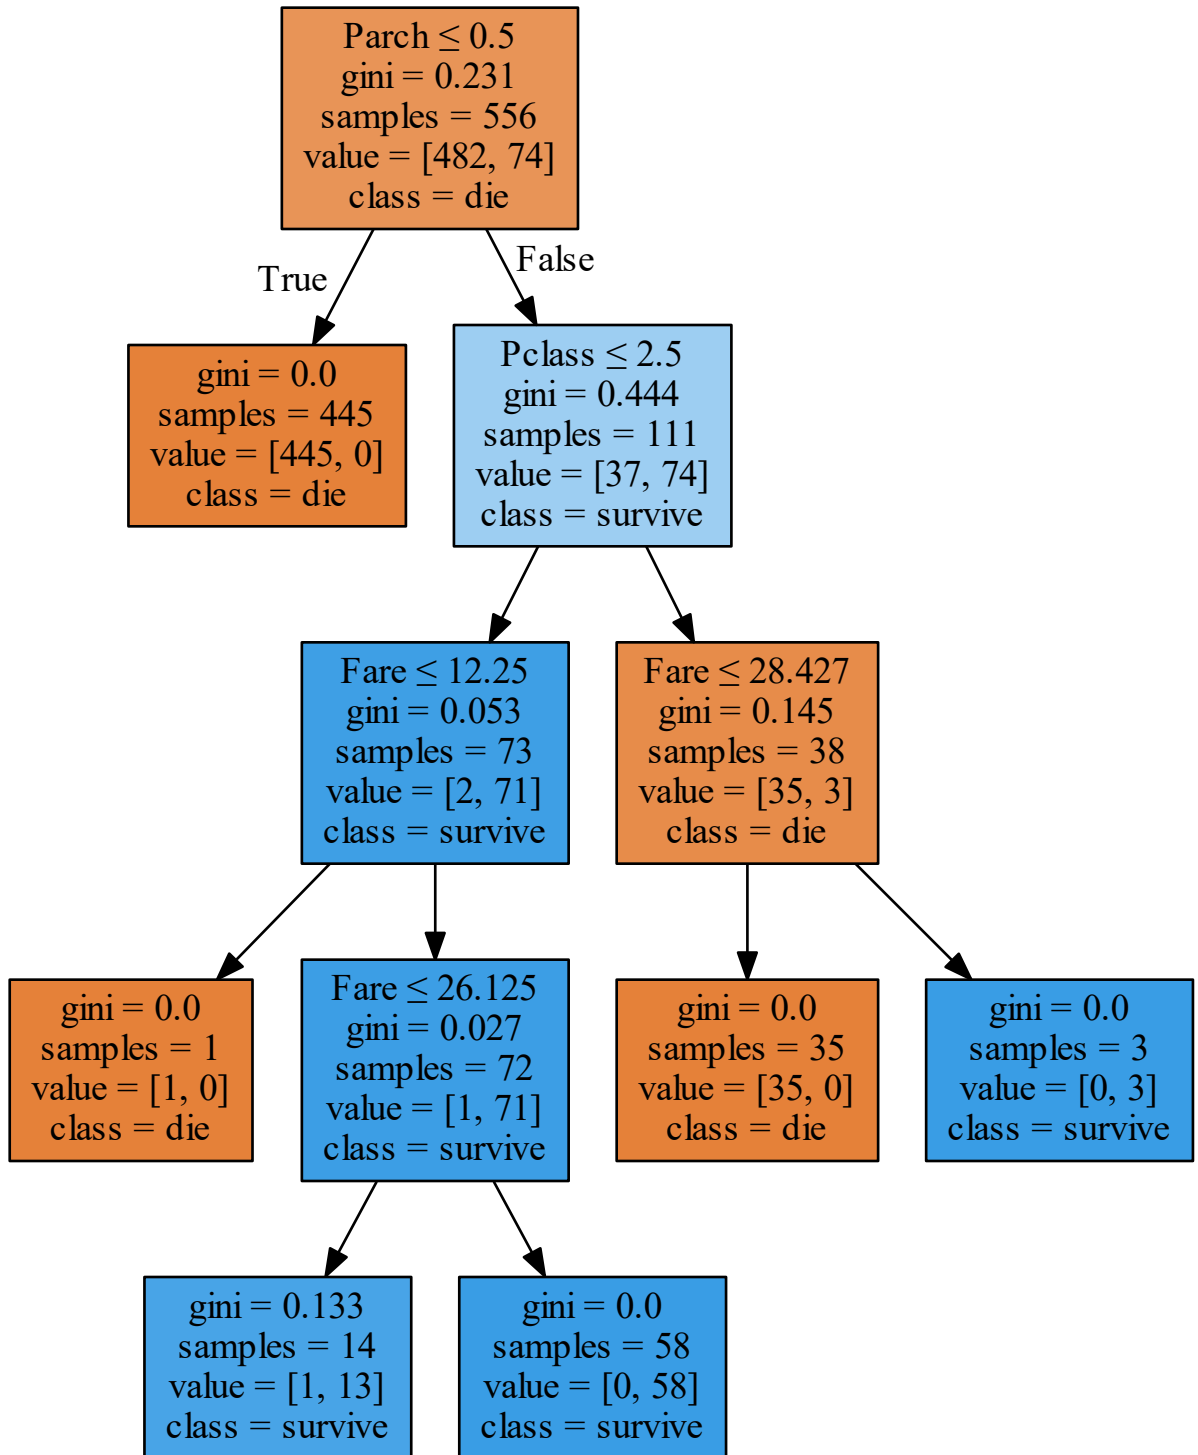 Parch ≤ 0.5
gini = 0.231
samples = 556
value = [482, 74]
class = die
True
False
gini = 0.0
samples = 445
value = [445, 0]
class = die
Pclass ≤ 2.5
gini = 0.444
samples = 111
value = [37, 74]
class = survive
Fare ≤ 12.25
gini = 0.053
samples = 73
value = [2, 71]
class = survive
Fare ≤ 28.427
gini = 0.145
samples = 38
value = [35, 3]
class = die
gini = 0.0
samples = 1
value = [1, 0]
class = die
Fare ≤ 26.125
gini = 0.027
samples = 72
value = [1, 71]
class = survive
gini = 0.0
samples = 35
value = [35, 0]
class = die
gini = 0.0
samples = 3
value = [0, 3]
class = survive
gini = 0.133
samples = 14
value = [1, 13]
class = survive
gini = 0.0
samples = 58
value = [0, 58]
class = survive